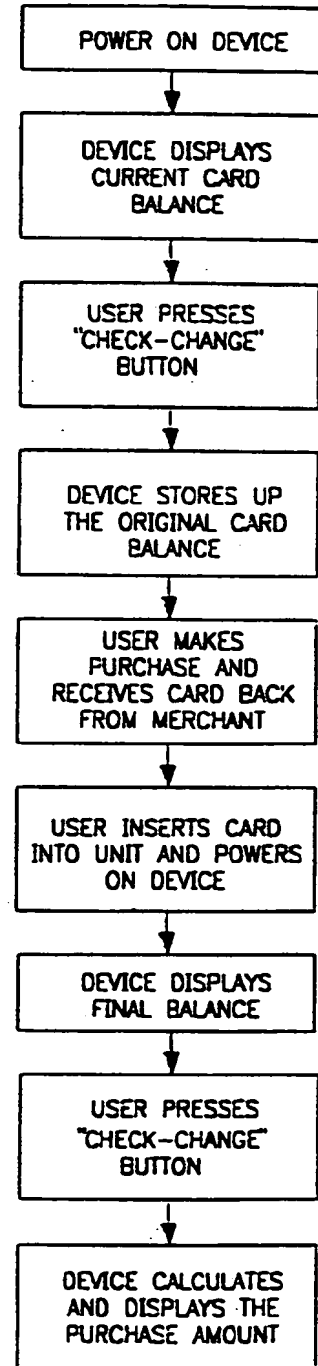 POWER ON DEVICE
DEVICE DISPLAYS
CURRENT CARD
BALANCE
USER PRESSES
"CHECK-CHANGE"
BUTTON
DEVICE STORES UP
THE ORIGINAL CARD
BALANCE
USER MAKES
PURCHASE AND
RECEIVES CARD BACK
FROM MERCHANT
USER INSERTS CARD
INTO UNIT AND POWERS
ON DEVICE
DEVICE DISPLAYS
FINAL BALANCE
USER PRESSES
"CHECK-CHANGE"
BUTTON
DEVICE CALCULATES
AND DISPLAYS THE
PURCHASE AMOUNT